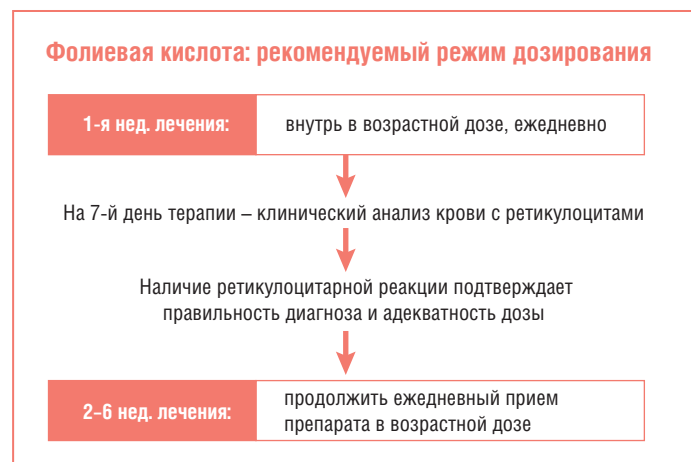 Фолиевая кислота: рекомендуемый режим дозирования
1-я нед. лечения:
внутрь в возрастной дозе, ежедневно
На 7-й день терапии – клинический анализ крови с ретикулоцитами
Наличие ретикулоцитарной реакции подтверждает
правильность диагноза и адекватность дозы
2–6 нед. лечения:
продолжить ежедневный прием
препарата в возрастной дозе